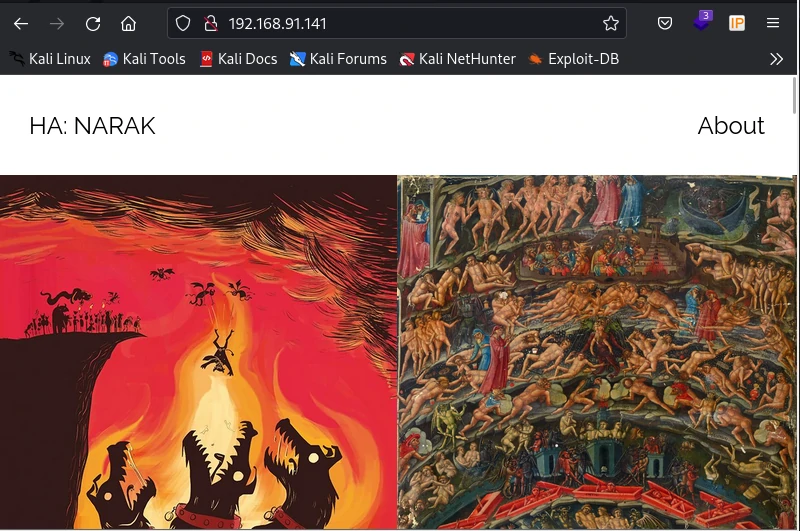 192.168.91.141
3
IP
Kali Linux Kali Tools Kali Docs Kali Forums Kali NetHunter Exploit-DB
HA: NARAK About